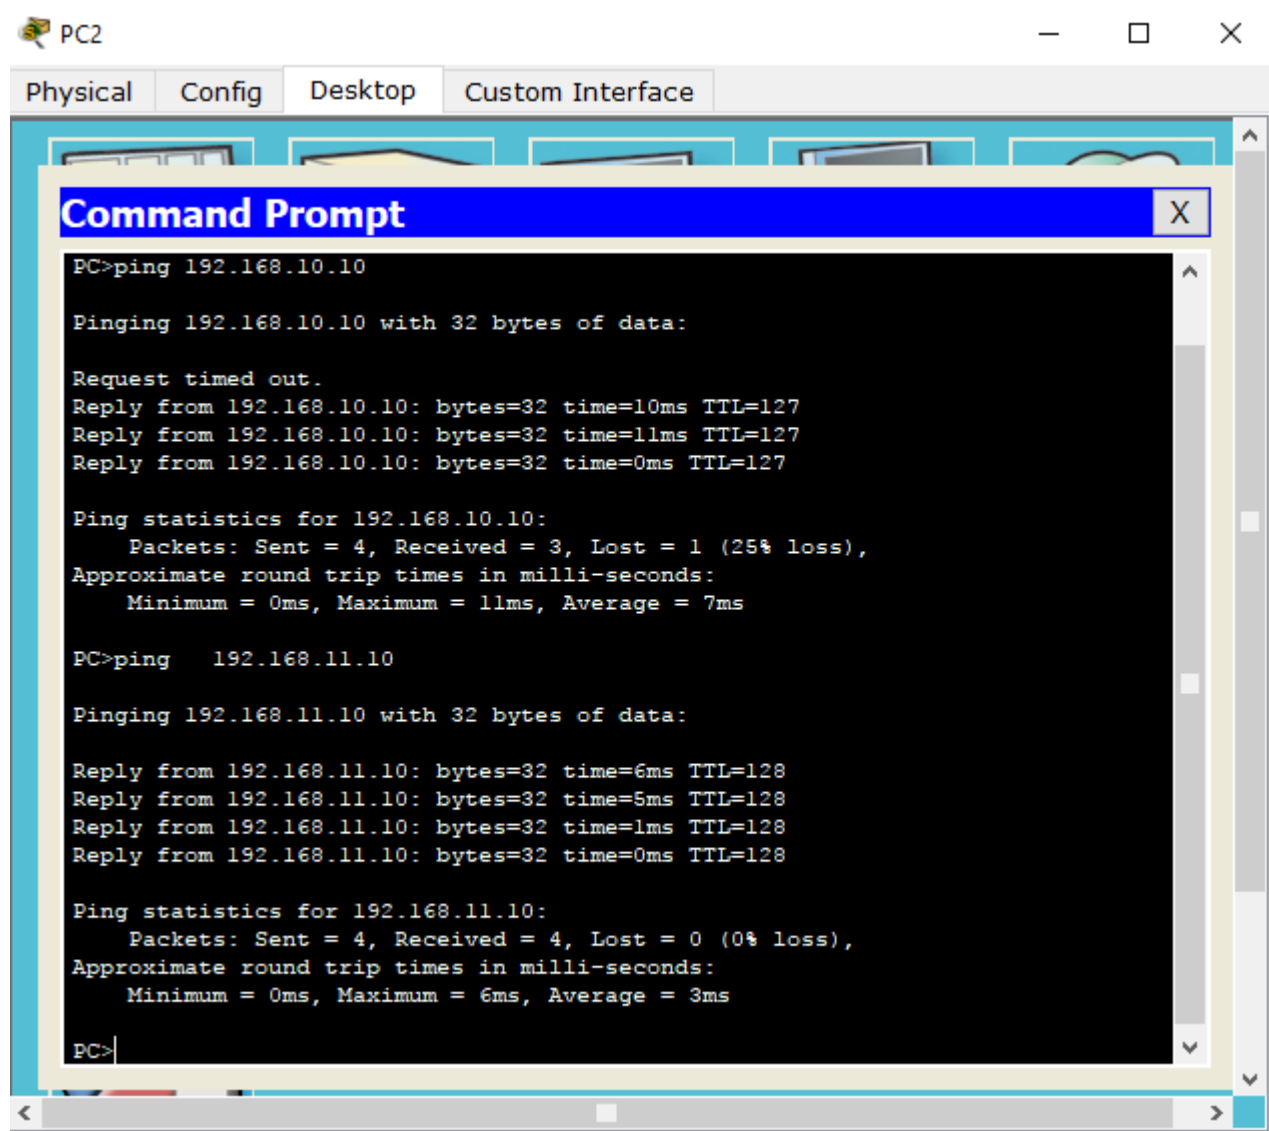 PC2
Physical Config Desktop Custom Interface
Command Prompt
X
PC>ping 192.168.10.10
Pinging 192.168.10.10 with 32 bytes of data:
Request timed out.
Reply from 192.168.10.10: bytes=32 time=10ms TTL=127
Reply from 192.168.10.10: bytes=32 time=11ms TTL=127
Reply from 192.168.10.10: bytes=32 time=0ms TTL=127
Ping statistics for 192.168.10.10:
Packets: Sent = 4, Received = 3, Lost = 1 (25% loss),
Approximate round trip times in milli-seconds:
Minimum = 0ms, Maximum = 11ms, Average = 7ms
PC>ping   192.168.11.10
Pinging 192.168.11.10 with 32 bytes of data:
Reply from 192.168.11.10: bytes=32 time=6ms TTL=128
Reply from 192.168.11.10: bytes=32 time=5ms TTL=128
Reply from 192.168.11.10: bytes=32 time=1ms TTL=128
Reply from 192.168.11.10: bytes=32 time=0ms TTL=128
Ping statistics for 192.168.11.10:
Packets: Sent = 4, Received = 4, Lost = 0 (0% loss),
Approximate round trip times in milli-seconds:
Minimum = 0ms, Maximum = 6ms, Average = 3ms
PC>